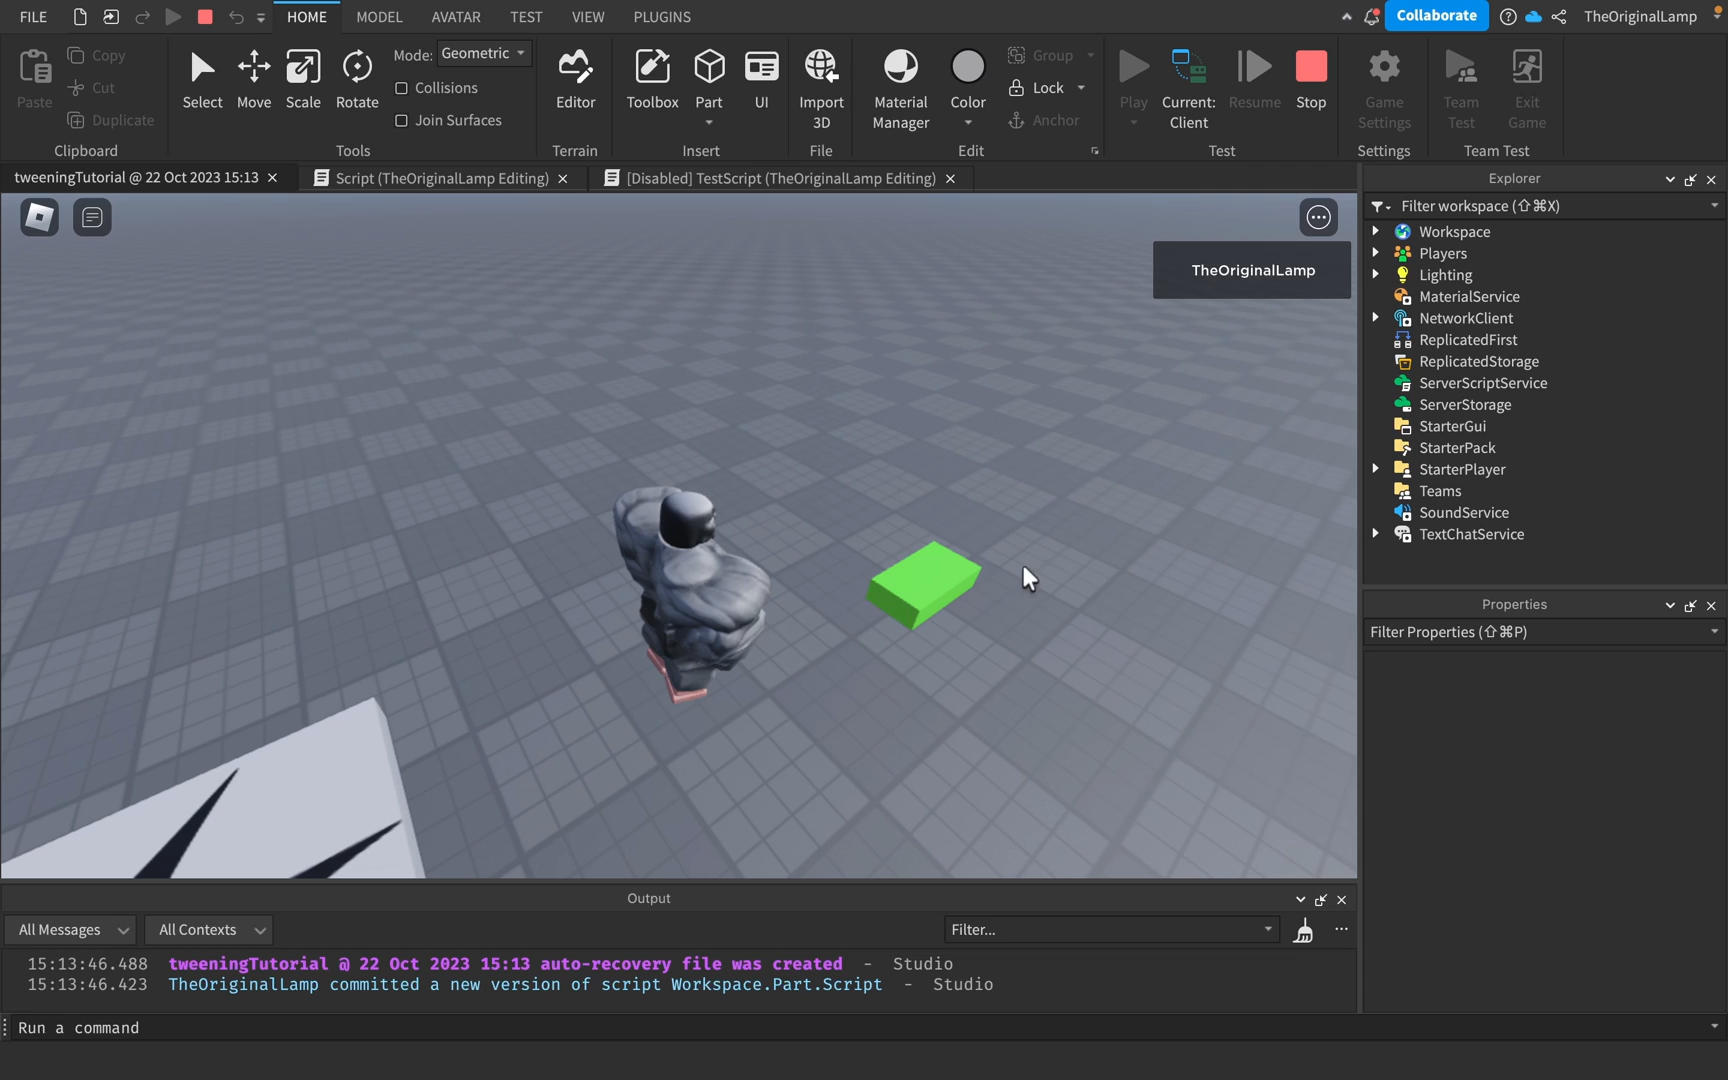 FILE HOME MODEL AVATAR TEST VIEW PLUGINS Collaborate TheOriginalLamp
Paste Copy Cut Duplicate
Clipboard
Select Move Scale Rotate Mode: Geometric
Collisions
Join Surfaces
Tools
Editor
Terrain
Toolbox Part UI
Insert
Import 3D
File
Material Manager Color Group Lock Anchor
Edit
Play Current: Client Resume Stop
Test
Game Settings
Settings
Team Test Exit Game
Team Test
tweeningTutorial @ 22 Oct 2023 15:13 Script (TheOriginalLamp Editing) [Disabled] TestScript (TheOriginalLamp Editing)
TheOriginalLamp
Explorer
Filter workspace (⇧⌘X)
Workspace
Players
Lighting
MaterialService
NetworkClient
ReplicatedFirst
ReplicatedStorage
ServerScriptService
ServerStorage
StarterGui
StarterPack
StarterPlayer
Teams
SoundService
TextChatService
Properties
Filter Properties (⇧⌘P)
Output
All Messages All Contexts Filter...
15:13:46.488 tweeningTutorial @ 22 Oct 2023 15:13 auto-recovery file was created - Studio
15:13:46.423 TheOriginalLamp committed a new version of script Workspace.Part.Script - Studio
Run a command